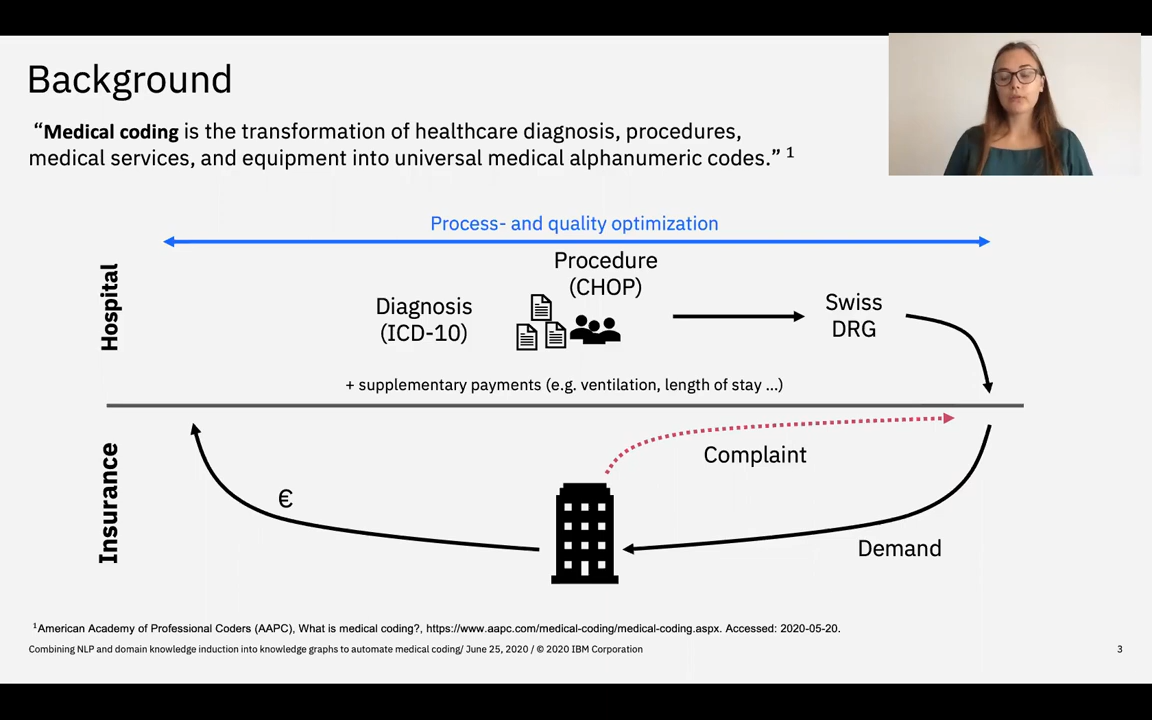 Background
“Medical coding is the transformation of healthcare diagnosis, procedures,
medical services, and equipment into universal medical alphanumeric codes.” 1
Process- and quality optimization
Hospital
Procedure
(CHOP)
Diagnosis
(ICD-10)
Swiss
DRG
+ supplementary payments (e.g. ventilation, length of stay ...)
Insurance
Complaint
€
Demand
1American Academy of Professional Coders (AAPC), What is medical coding?, https://www.aapc.com/medical-coding/medical-coding.aspx. Accessed: 2020-05-20.
Combining NLP and domain knowledge induction into knowledge graphs to automate medical coding/ June 25, 2020 / © 2020 IBM Corporation
3